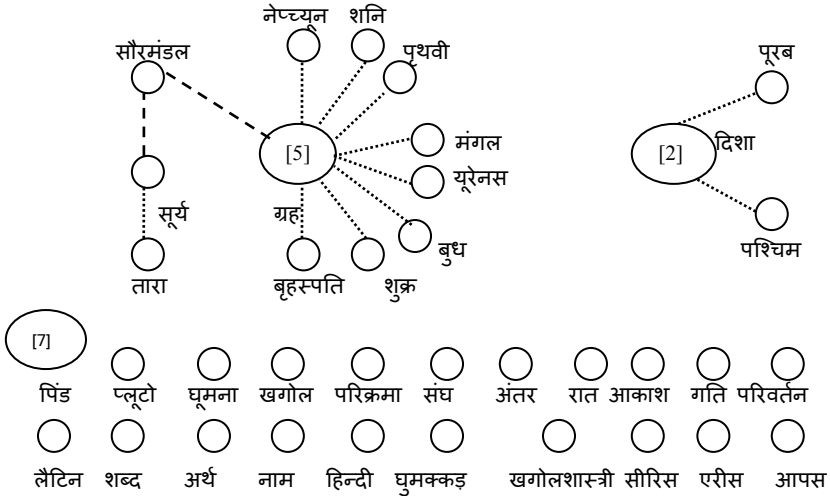 नेप्च्यून शनि
सौरमंडल पृथवी पूरब
[5] मंगल [2] दिशा
यूरेनस
सूर्य ग्रह
बुध पश्चिम
तारा बृहस्पति शुक्र
[7]
पिंड प्लूटो घूमना खगोल परिक्रमा संघ अंतर रात आकाश गति परिवर्तन
लैटिन शब्द अर्थ नाम हिन्दी घुमक्कड़ खगोलशास्त्री सीरिस एरीस आपस